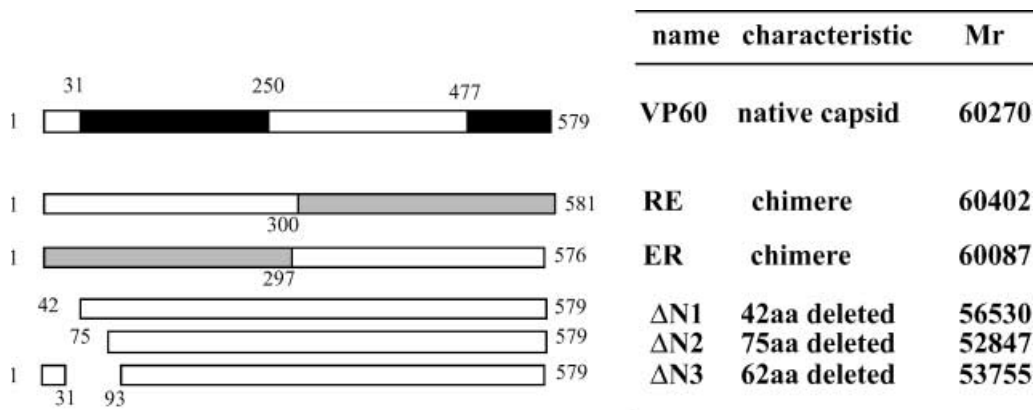 name characteristic Mr
31 250 477
1 579 VP60 native capsid 60270
1 581 RE chimere 60402
300
1 576 ER chimere 60087
297
42 579 ΔN1 42aa deleted 56530
75 579 ΔN2 75aa deleted 52847
1 579 ΔN3 62aa deleted 53755
31 93